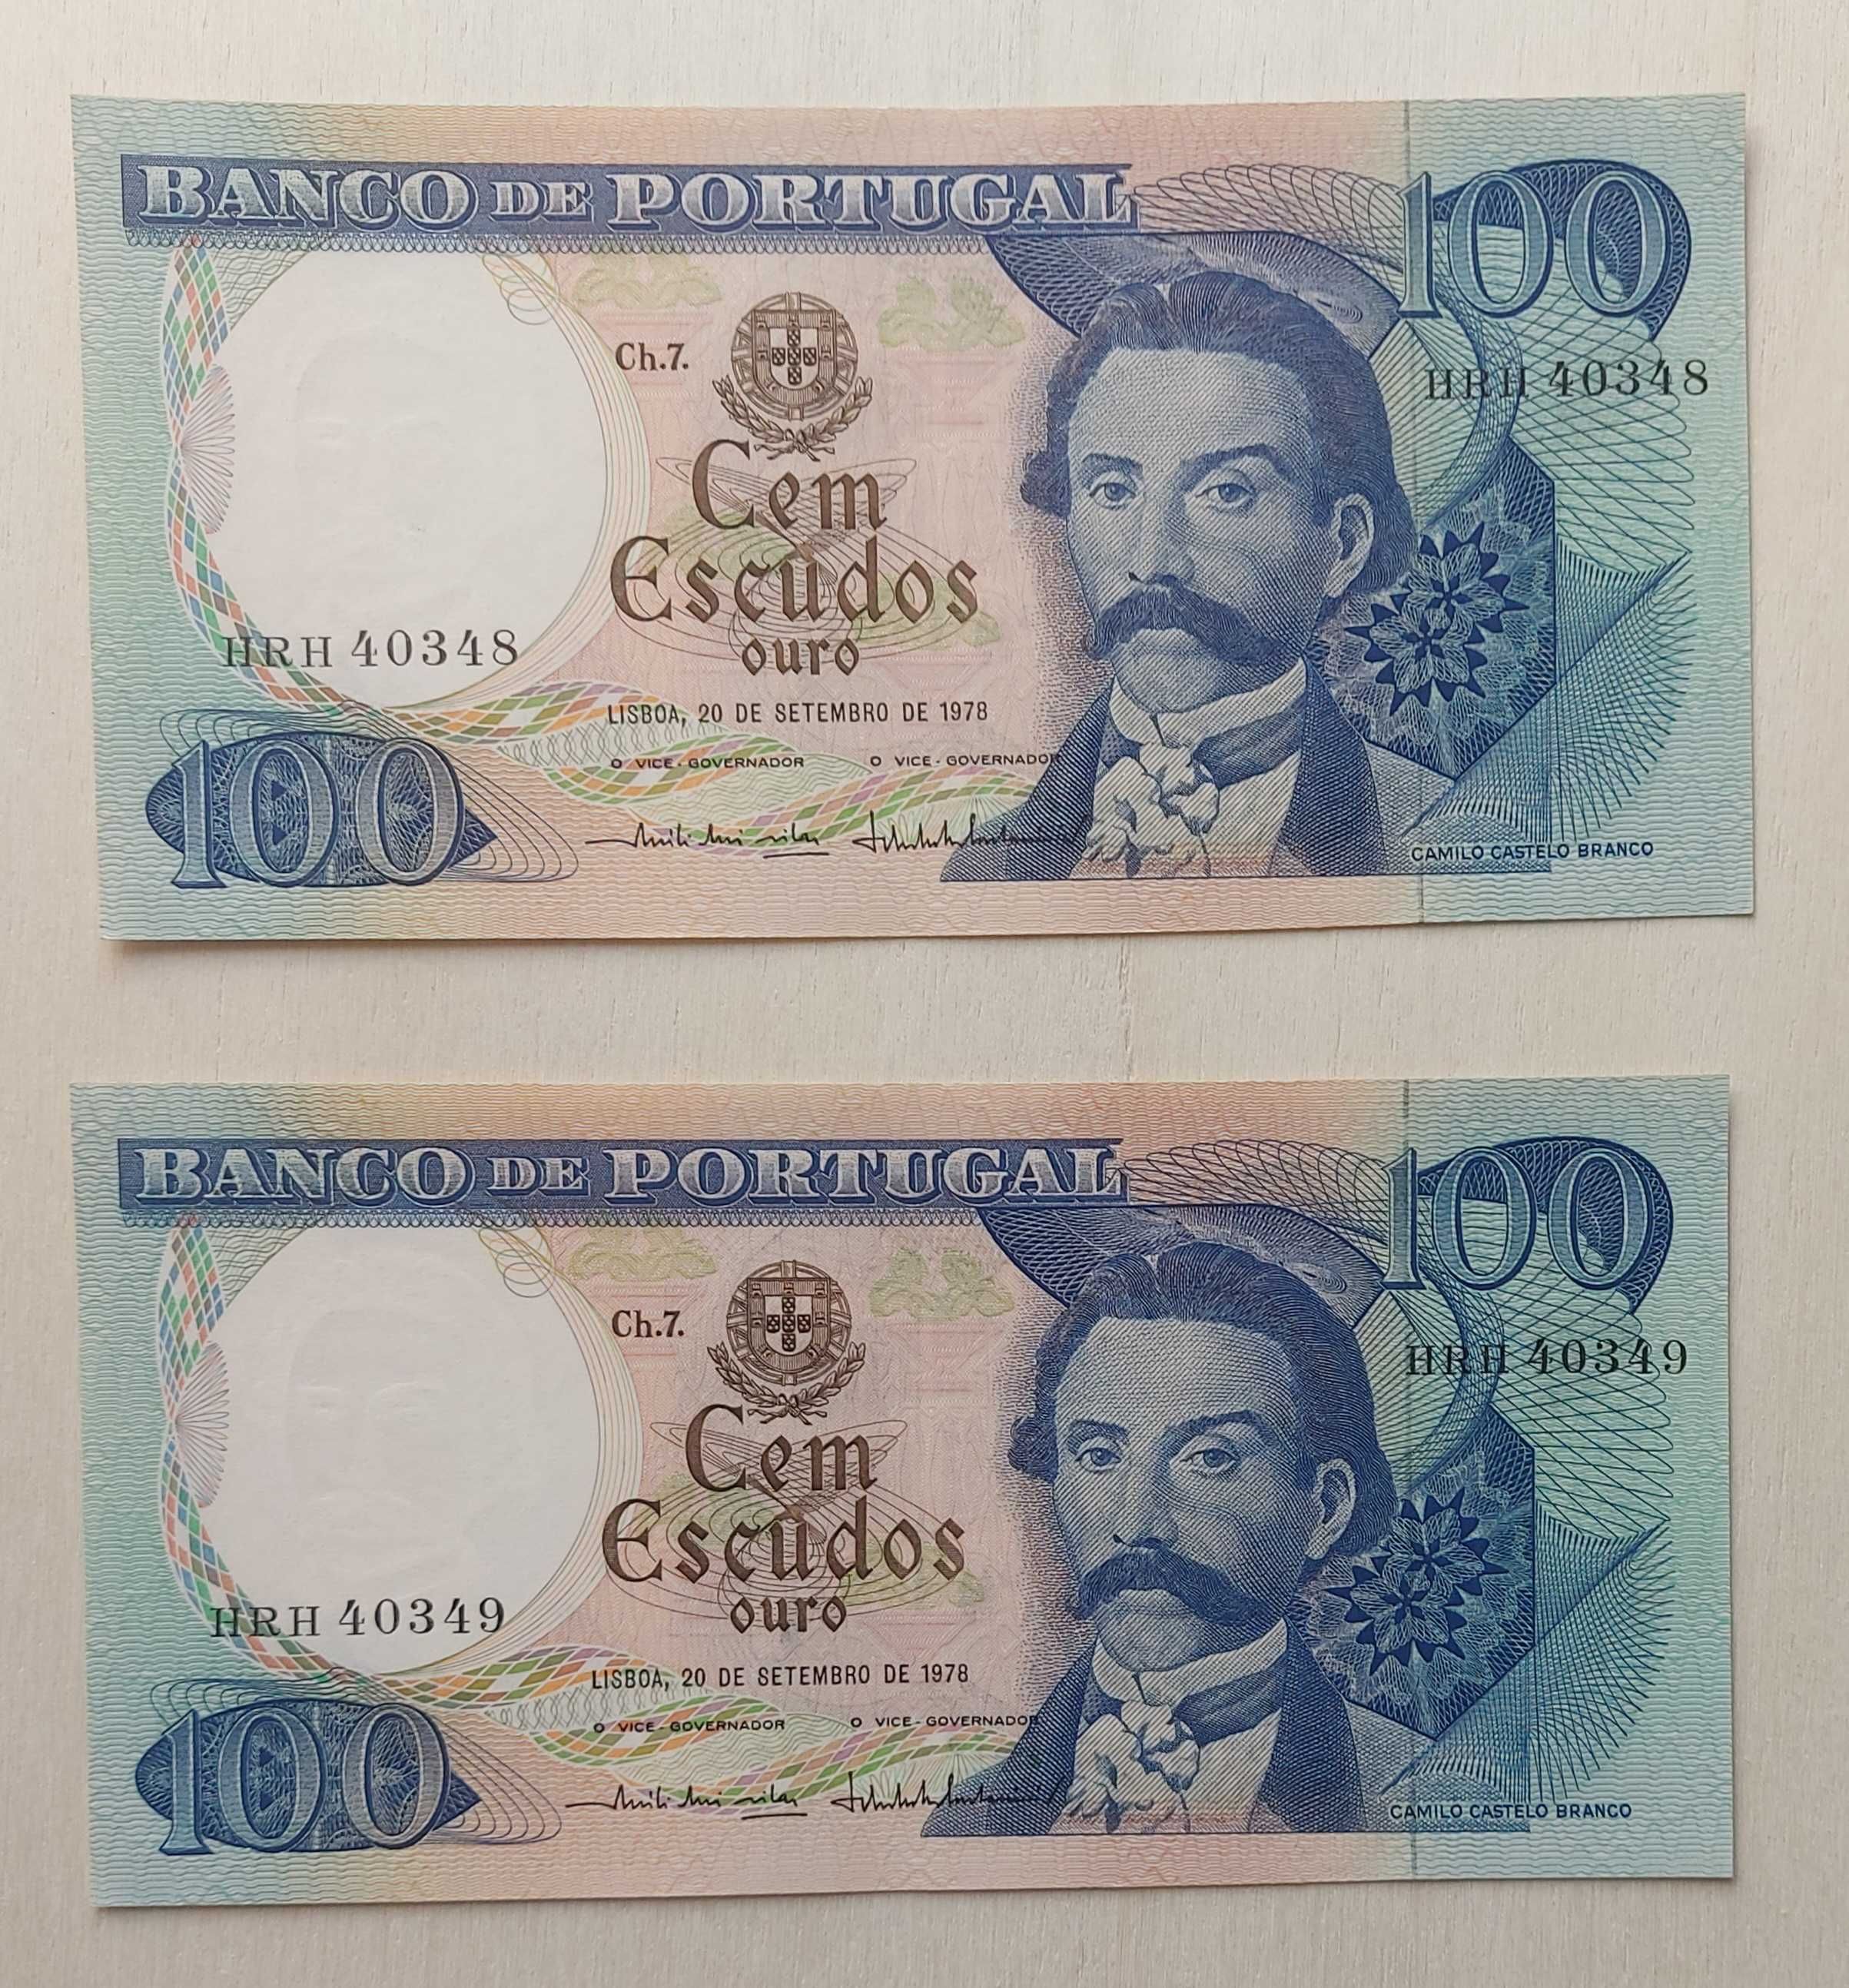 BANCO DE PORTUGAL
100
Ch.7.
HRH 40348
Cem
Escudos
ouro
HRH 40348
LISBOA, 20 DE SETEMBRO DE 1978
O VICE-GOVERNADOR O VICE-GOVERNADOR
100
CAMILO CASTELO BRANCO
BANCO DE PORTUGAL
100
Ch.7.
HRH 40349
Cem
Escudos
ouro
HRH 40349
LISBOA, 20 DE SETEMBRO DE 1978
O VICE-GOVERNADOR O VICE-GOVERNADOR
100
CAMILO CASTELO BRANCO